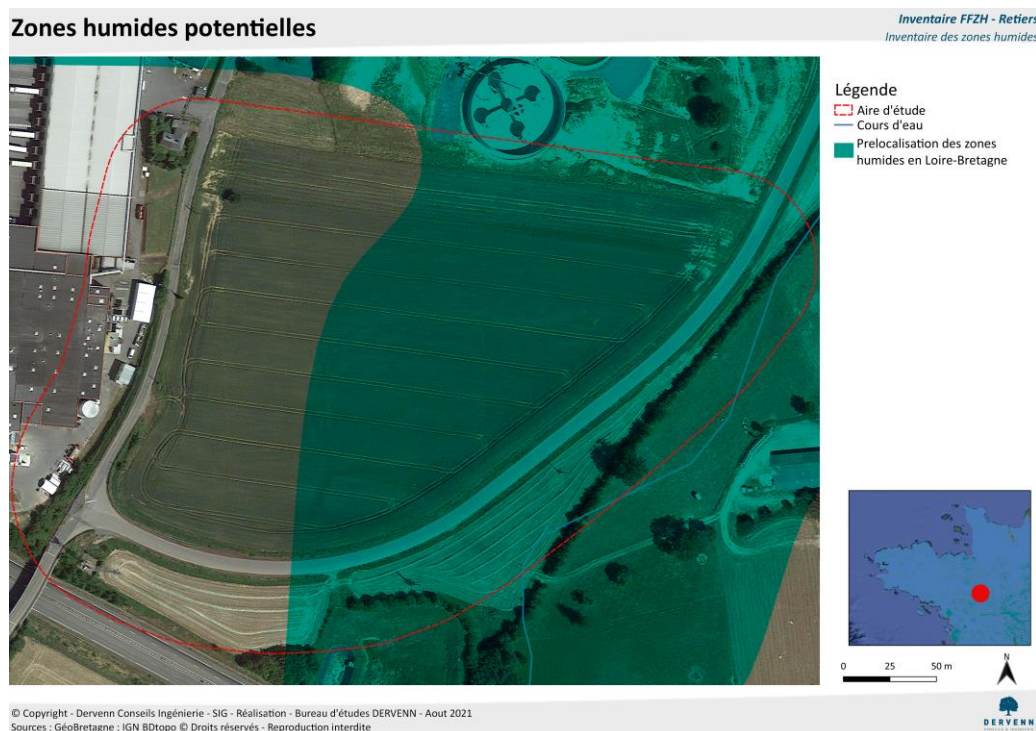 Zones humides potentielles
Inventaire FFZH - Retiers
Inventaire des zones humides
Légende
Aire d'étude
Cours d'eau
Prelocalisation des zones
humides en Loire-Bretagne
N
0 25 50 m
© Copyright - Dervenn Conseils Ingénierie - SIG - Réalisation - Bureau d'études DERVENN - Aout 2021
Sources : GéoBretagne : IGN BDtopo © Droits réservés - Reproduction interdite
DERVENN